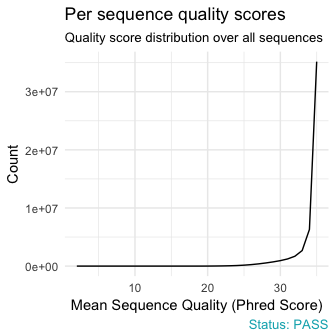 Per sequence quality scores
Quality score distribution over all sequences
Count
3e+07
2e+07
1e+07
0e+00
10 20 30
Mean Sequence Quality (Phred Score)
Status: PASS